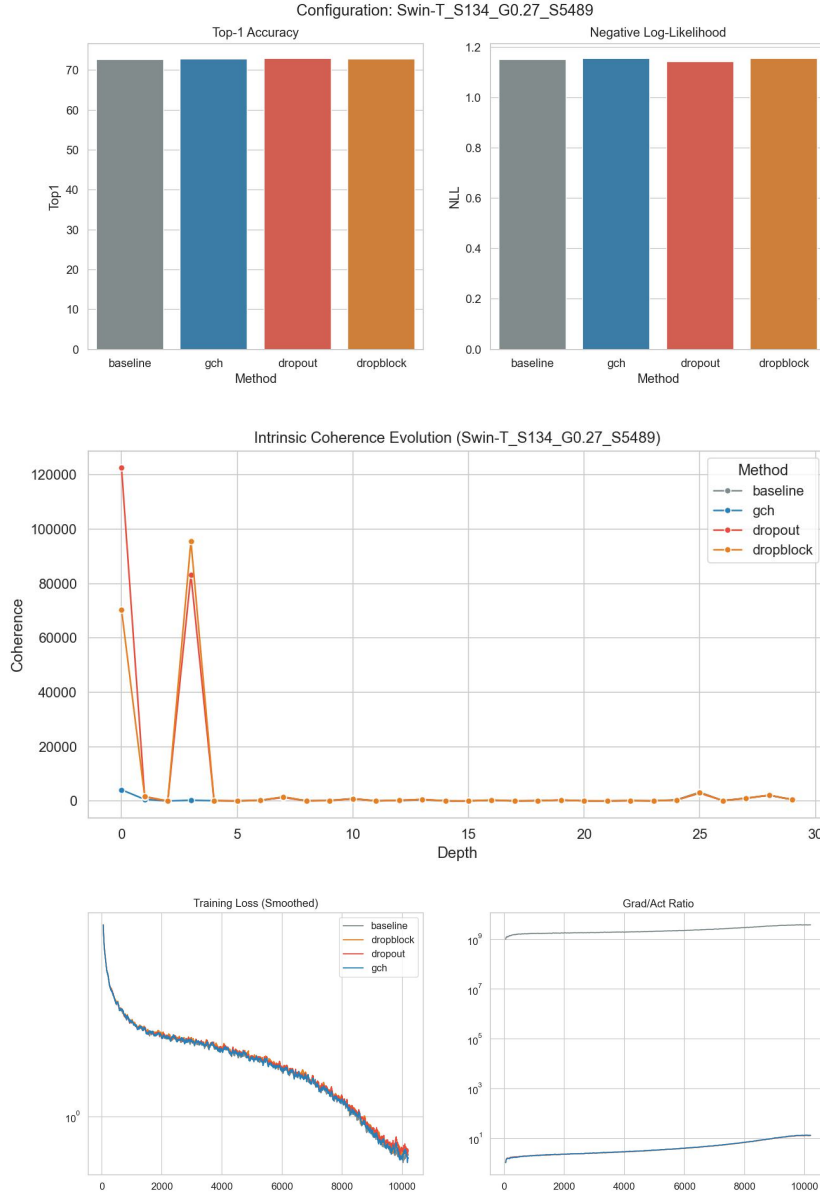 Configuration: Swin-T_S134_G0.27_S5489
Top-1 Accuracy
Negative Log-Likelihood
70
60
50
40
30
20
10
0
Top1
baseline gch dropout dropblock
Method
1.2
1.0
0.8
0.6
0.4
0.2
0.0
NLL
baseline gch dropout dropblock
Method
Intrinsic Coherence Evolution (Swin-T_S134_G0.27_S5489)
120000
100000
80000
60000
40000
20000
0
Coherence
Method
baseline
gch
dropout
dropblock
0 5 10 15 20 25 30
Depth
Training Loss (Smoothed)
baseline
dropblock
dropout
gch
10⁰
0 2000 4000 6000 8000 10000
Grad/Act Ratio
10⁹
10⁷
10⁵
10³
10¹
0 2000 4000 6000 8000 10000